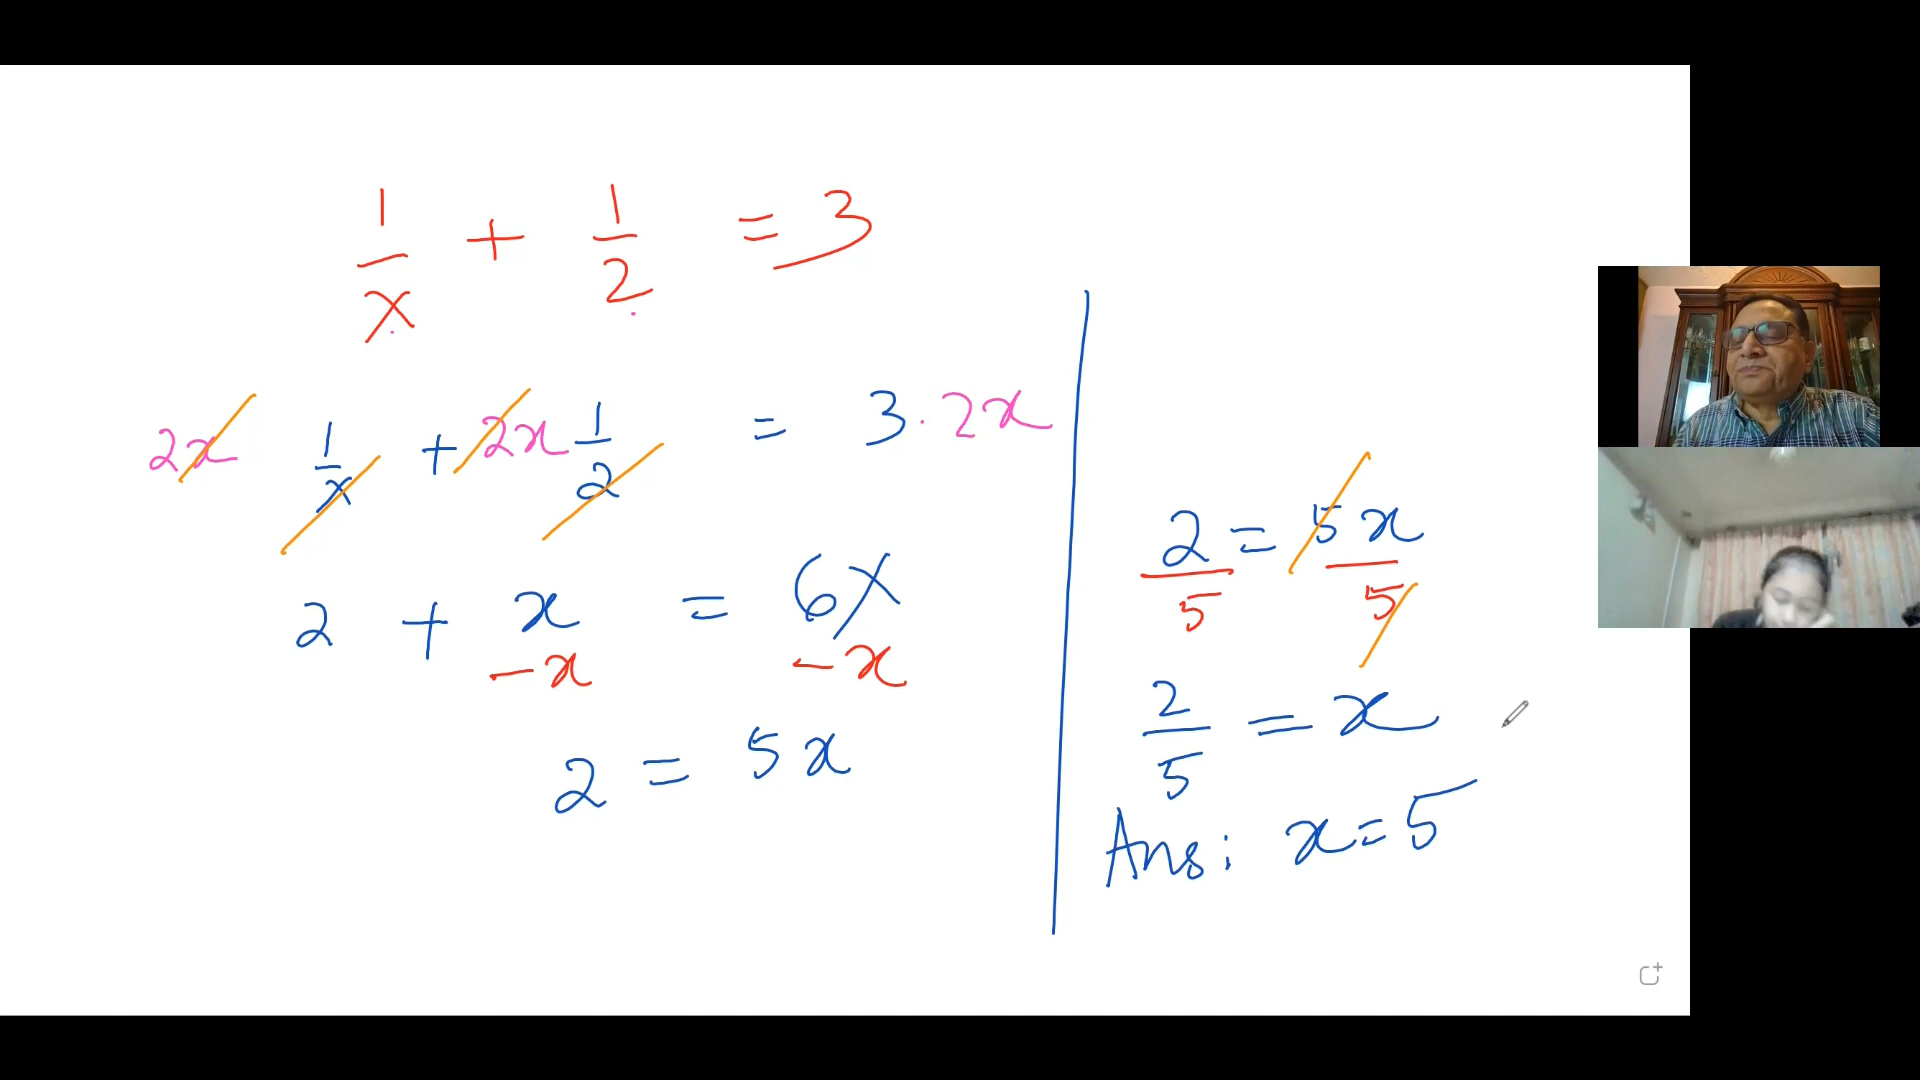 1/x + 1/2 = 3
2x 1/x + 2x 1/2 = 3 · 2x
2 + x = 6x
-x -x
2 = 5x
2/5 = 5x/5
2/5 = x
Ans: x = 5